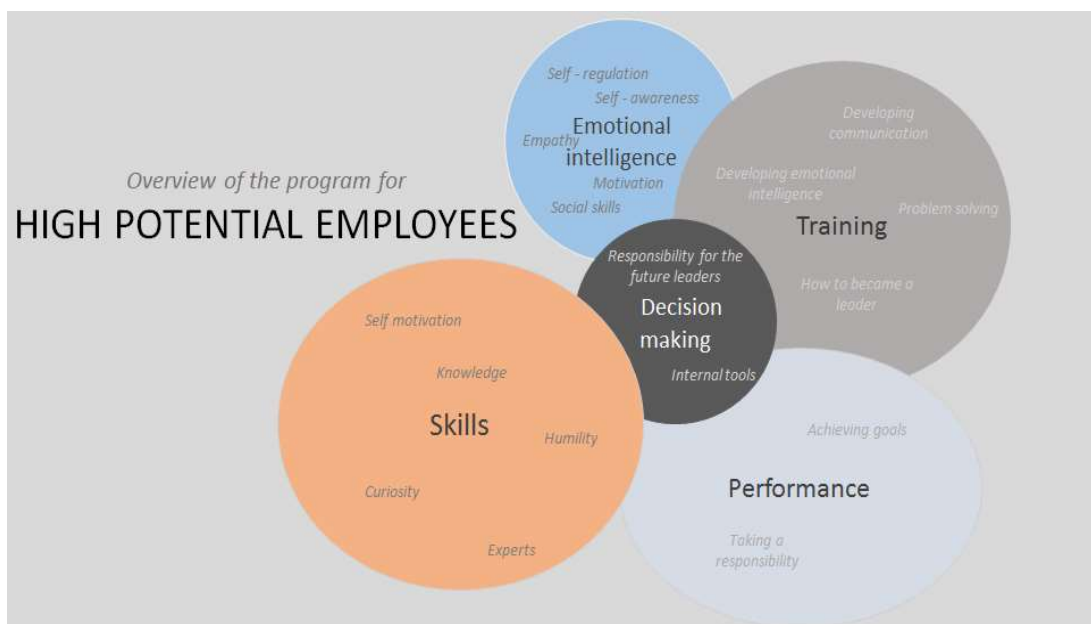 Overview of the program for
HIGH POTENTIAL EMPLOYEES
Self - regulation
Self - awareness
Emotional
Empathy
intelligence
Motivation
Social skills
Developing
communication
Developing emotional
intelligence
Problem solving
Training
How to became a
leader
Responsibility for the
future leaders
Decision
making
Internal tools
Self motivation
Knowledge
Skills
Humility
Curiosity
Experts
Achieving goals
Performance
Taking a
responsibility